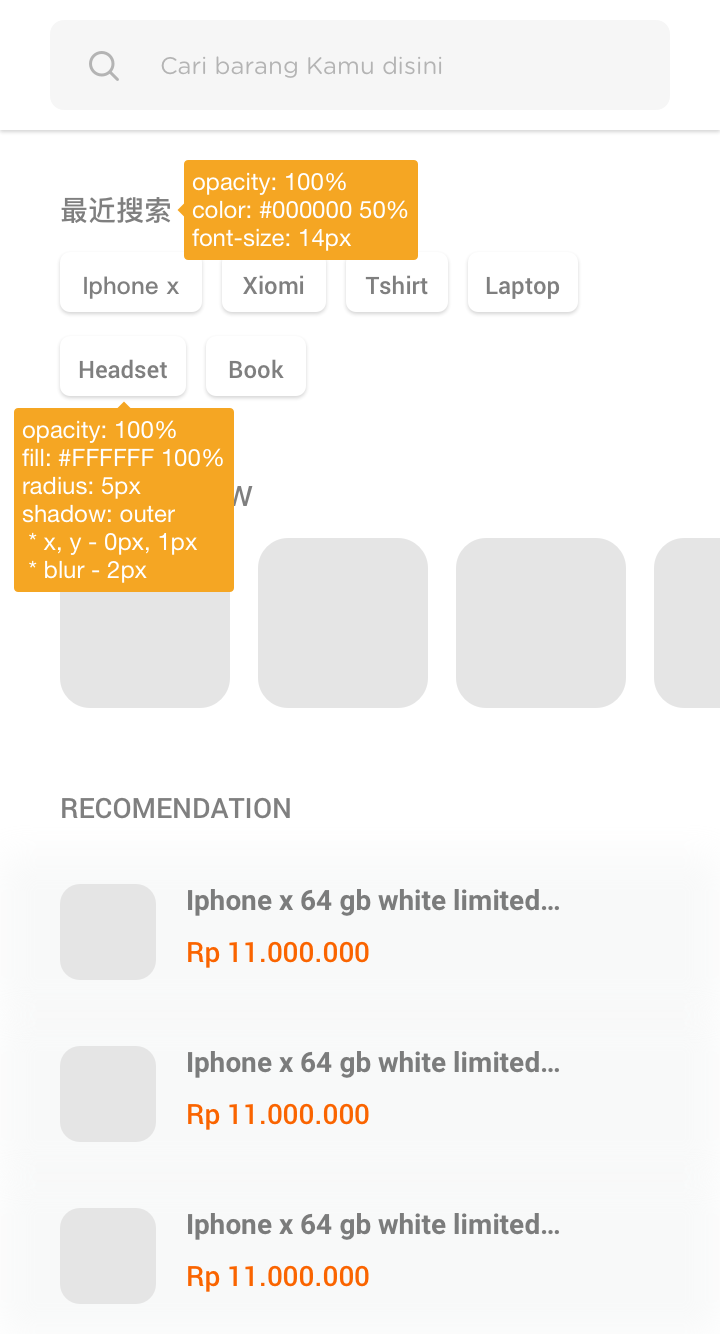 Cari barang Kamu disini
最近搜索
opacity: 100%
color: #000000 50%
font-size: 14px
Iphone x
Xiomi
Tshirt
Laptop
Headset
Book
opacity: 100%
fill: #FFFFFF 100%
radius: 5px
shadow: outer
* x, y - 0px, 1px
* blur - 2px
RECOMENDATION
Iphone x 64 gb white limited...
Rp 11.000.000
Iphone x 64 gb white limited...
Rp 11.000.000
Iphone x 64 gb white limited...
Rp 11.000.000